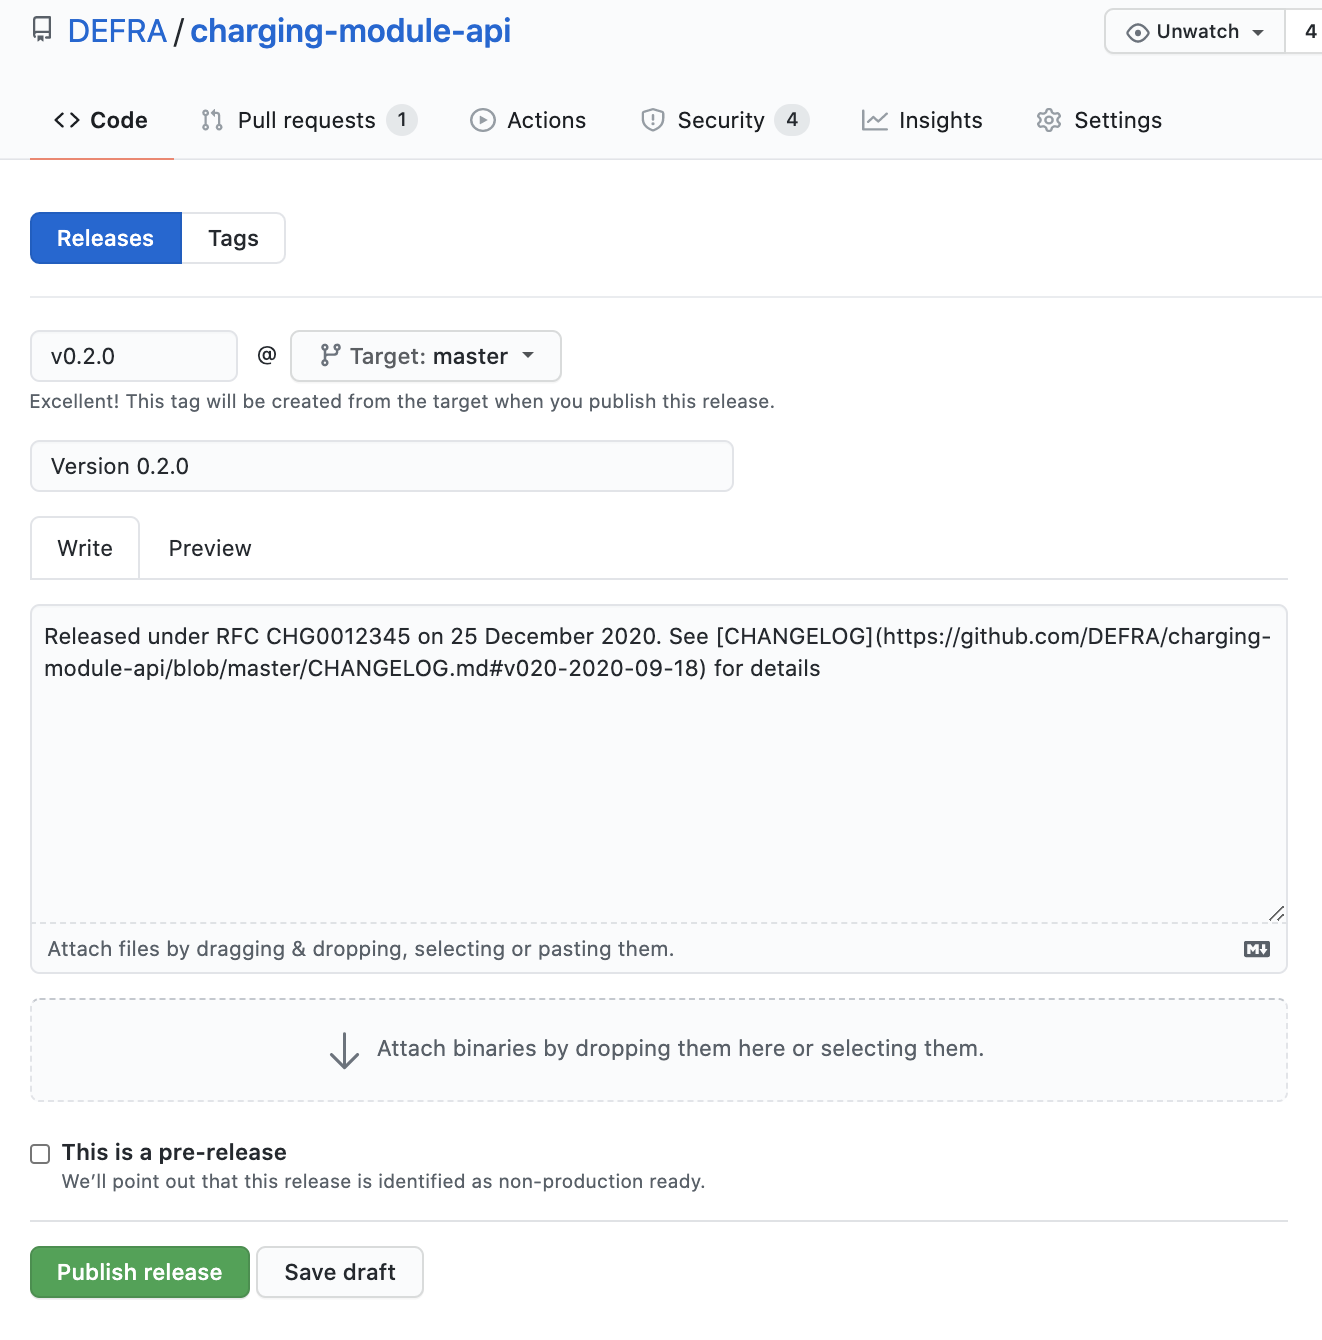 DEFRA / charging-module-api
Unwatch 4
Code Pull requests 1 Actions Security 4 Insights Settings
Releases Tags
v0.2.0 @ Target: master
Excellent! This tag will be created from the target when you publish this release.
Version 0.2.0
Write Preview
Released under RFC CHG0012345 on 25 December 2020. See [CHANGELOG](https://github.com/DEFRA/charging-
module-api/blob/master/CHANGELOG.md#v020-2020-09-18) for details
Attach files by dragging & dropping, selecting or pasting them.
M
Attach binaries by dropping them here or selecting them.
This is a pre-release
We’ll point out that this release is identified as non-production ready.
Publish release Save draft